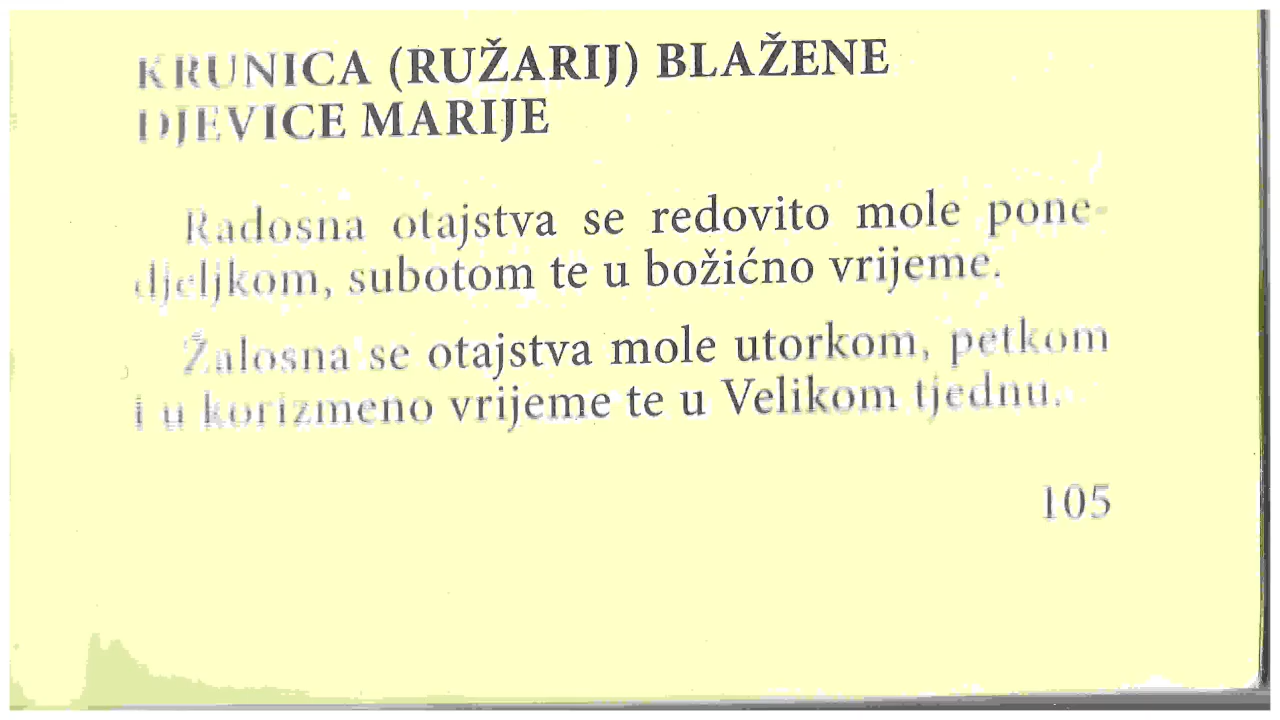 KRUNICA (RUŽARIJ) BLAŽENE
DJEVICE MARIJE
Radosna otajstva se redovito mole pone-
djeljkom, subotom te u božićno vrijeme.
Žalosna se otajstva mole utorkom, petkom
i u korizmeno vrijeme te u Velikom tjednu.
105